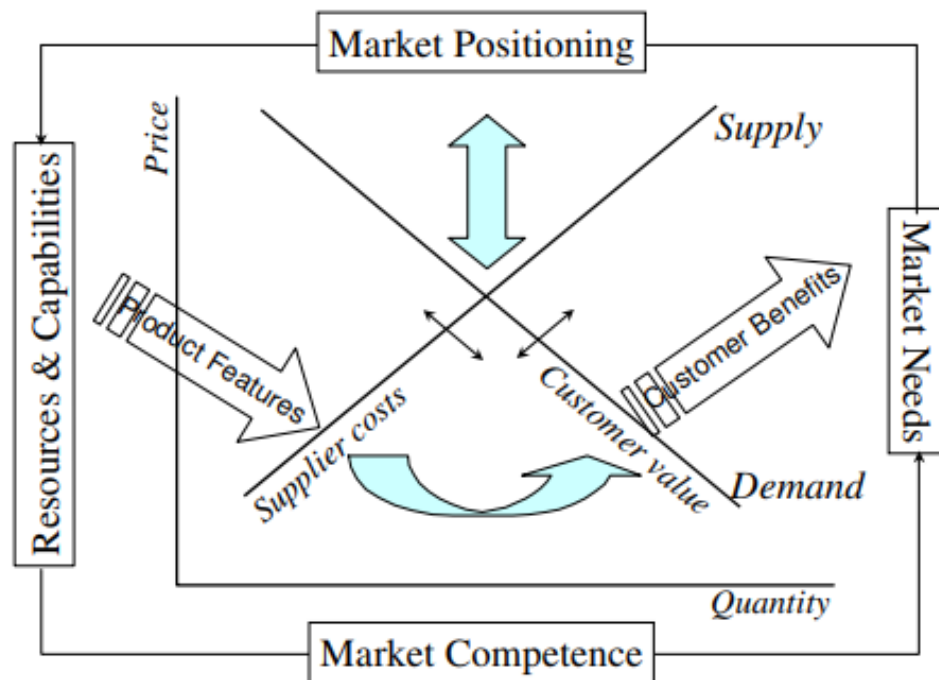 Market Positioning
Price
Supply
Resources & Capabilities
Product Features
Customer Benefits
Market Needs
Supplier costs
Customer value
Demand
Quantity
Market Competence